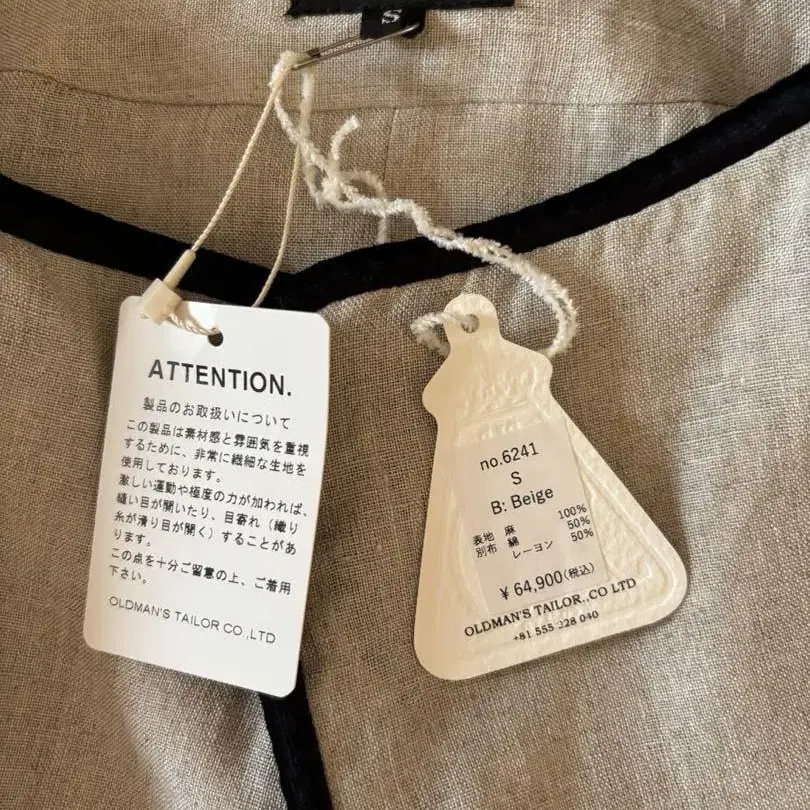 S
ATTENTION.
製品のお取扱いについて
この製品は素材感と雰囲気を重視
するために、非常に繊細な生地を
使用しております。
激しい運動や極度の力が加われば、
縫い目が開いたり、目寄れ（織り
糸が滑り目が開く）することがあ
ります。
この点を十分ご留意の上、ご着用
下さい。
OLDMAN'S TAILOR CO.,LTD
no.6241
S
B: Beige
表地 麻 100%
別布 綿 50%
レーヨン 50%
¥ 64,900(税込)
OLDMAN'S TAILOR.,CO LTD
+81 555 228 040